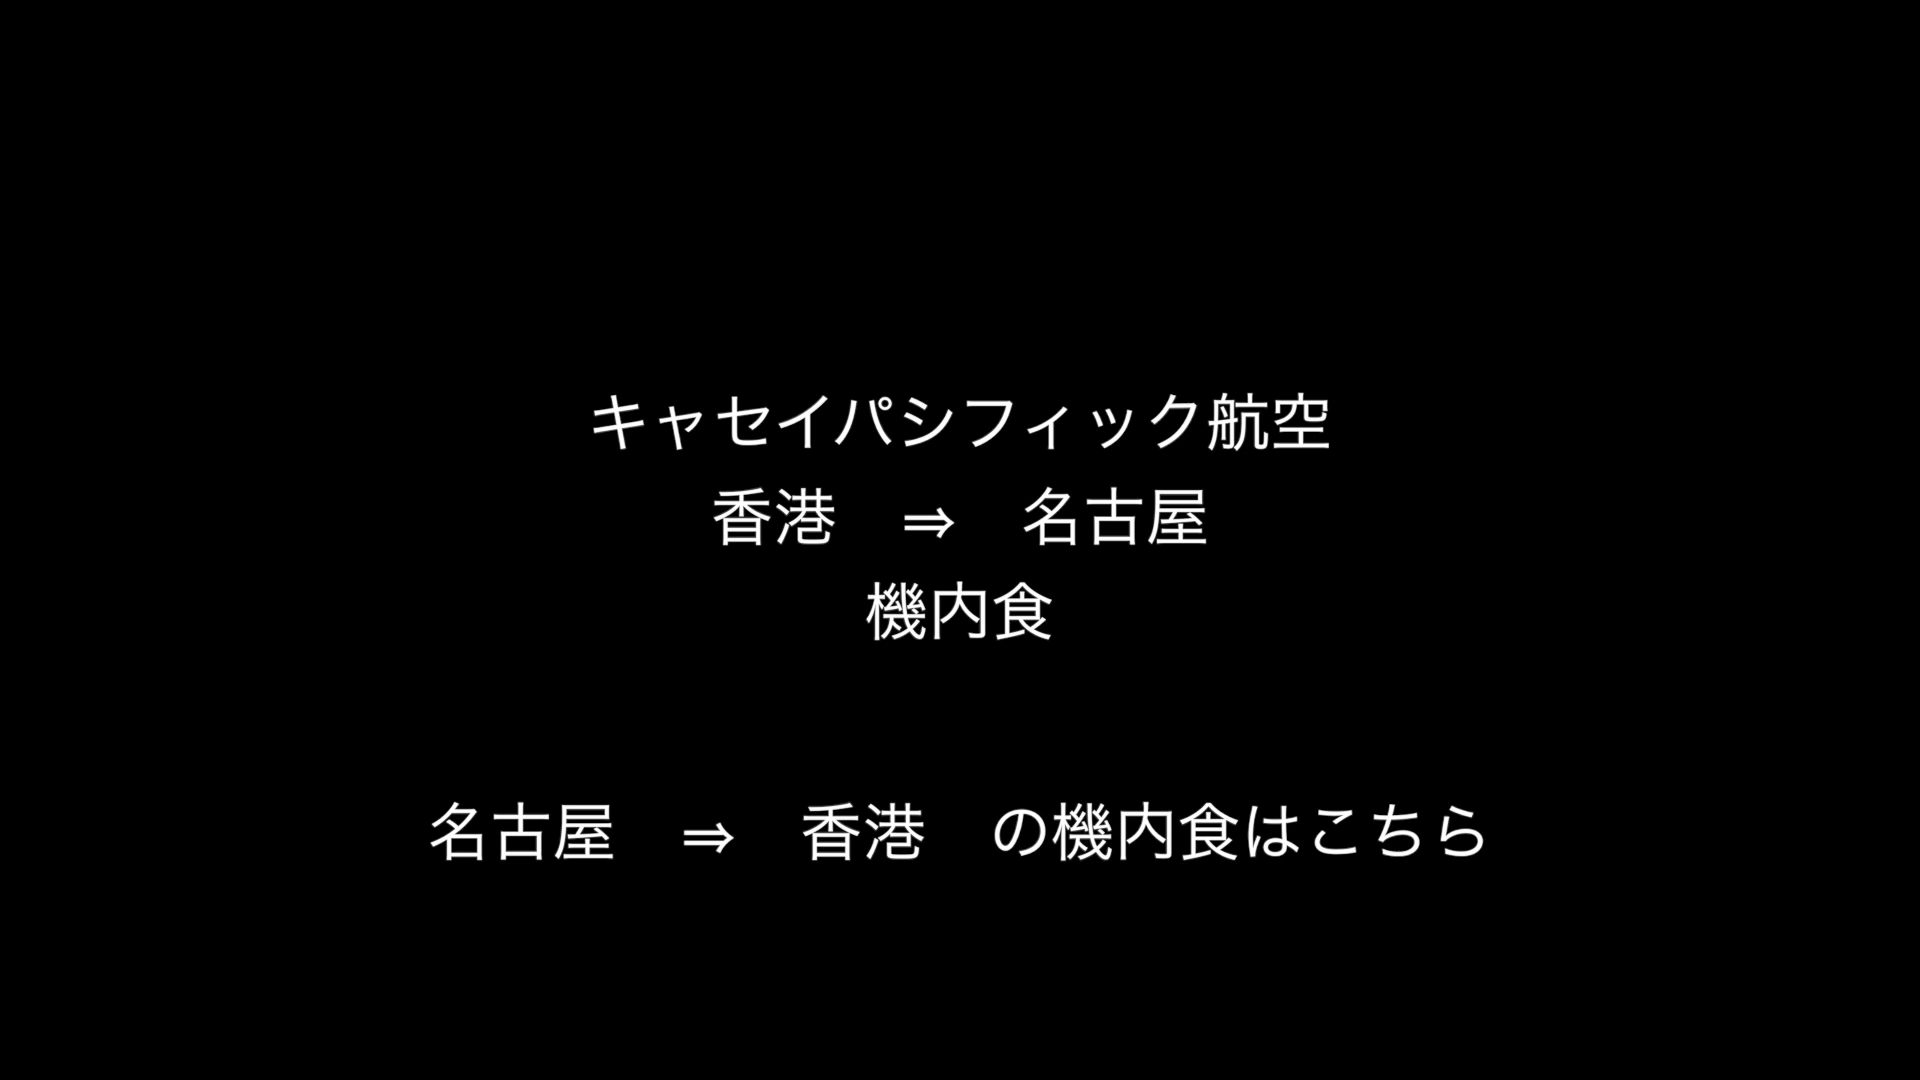 キャセイパシフィック航空
香港　⇒　名古屋
機内食
名古屋　⇒　香港　の機内食はこちら